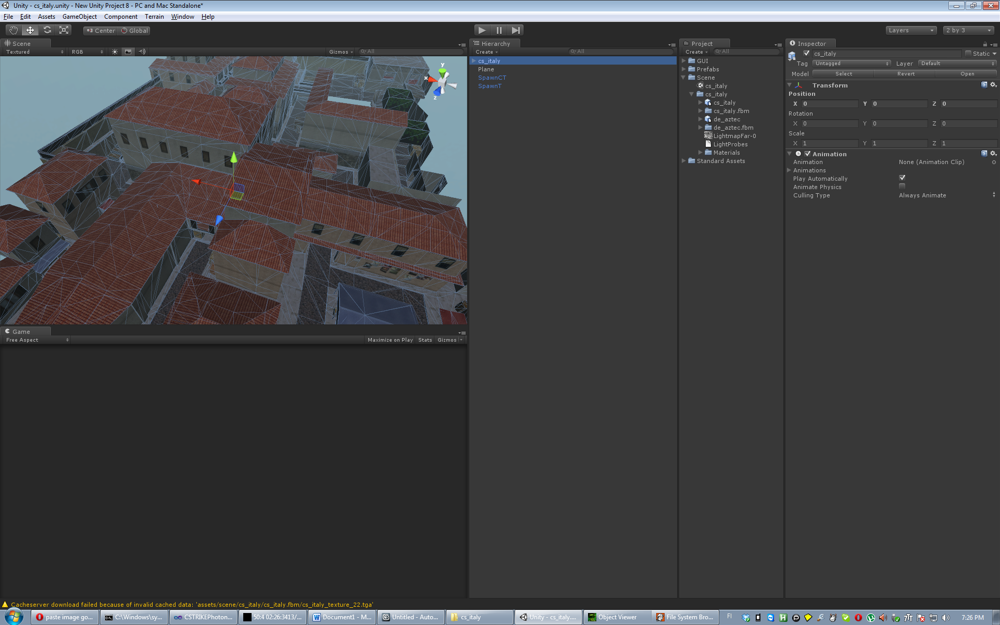 Unity - cs_italy.unity - New Unity Project 8 - PC and Mac Standalone*
File Edit Assets GameObject Component Terrain Window Help
Center Global Layers 2 by 3
Scene
Textured RGB Gizmos All
y
x
z
Game
Free Aspect Maximize on Play Stats Gizmos
Hierarchy
Create All
cs_italy
Plane
SpawnCT
SpawnT
Project
Create All
GUI
Prefabs
Scene
cs_italy
cs_italy
cs_italy
cs_italy.fbm
de_aztec
de_aztec.fbm
LightmapFar-0
LightProbes
Materials
Standard Assets
Inspector
cs_italy Static
Tag Untagged Layer Default
Model Select Revert Open
Transform
Position
X 0 Y 0 Z 0
Rotation
X 0 Y 0 Z 0
Scale
X 1 Y 1 Z 1
Animation
Animation None (Animation Clip)
Animations
Play Automatically
Animate Physics
Culling Type Always Animate
Cacheserver download failed because of invalid cached data: 'assets/scene/cs_italy/cs_italy.fbm/cs_italy_texture_22.tga'
paste image go... C:\Windows\sy... CSTRIKEPhoton... 50:4 02:26:3413/... Document1 - M... Untitled - Auto... cs_italy Unity - cs_italy.... Object Viewer File System Bro... FI 7:26 PM